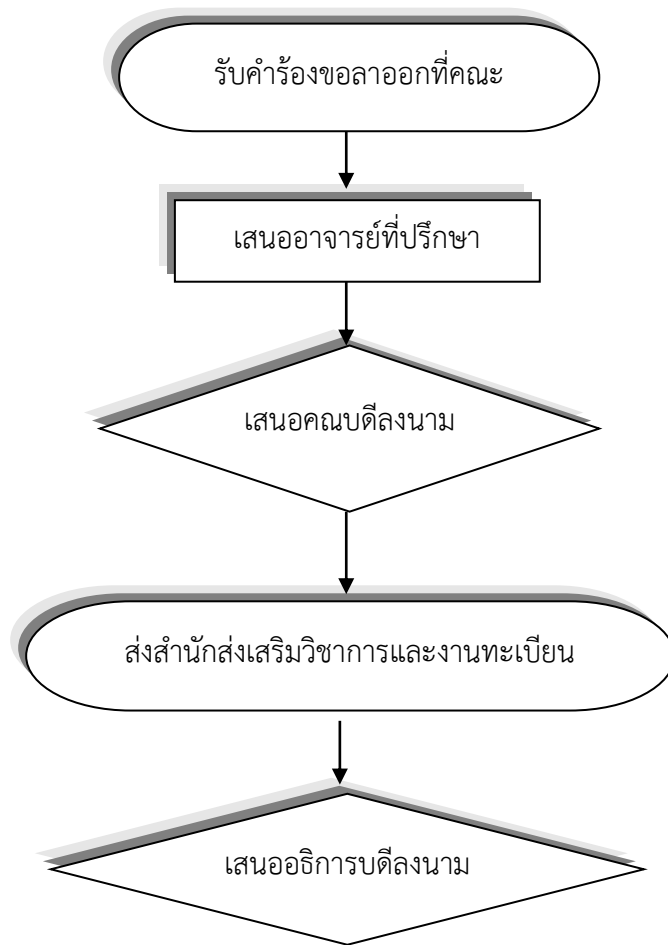 รับคำร้องขอลาออกที่คณะ
เสนออาจารย์ที่ปรึกษา
เสนอคณบดีลงนาม
ส่งสำนักส่งเสริมวิชาการและงานทะเบียน
เสนออธิการบดีลงนาม